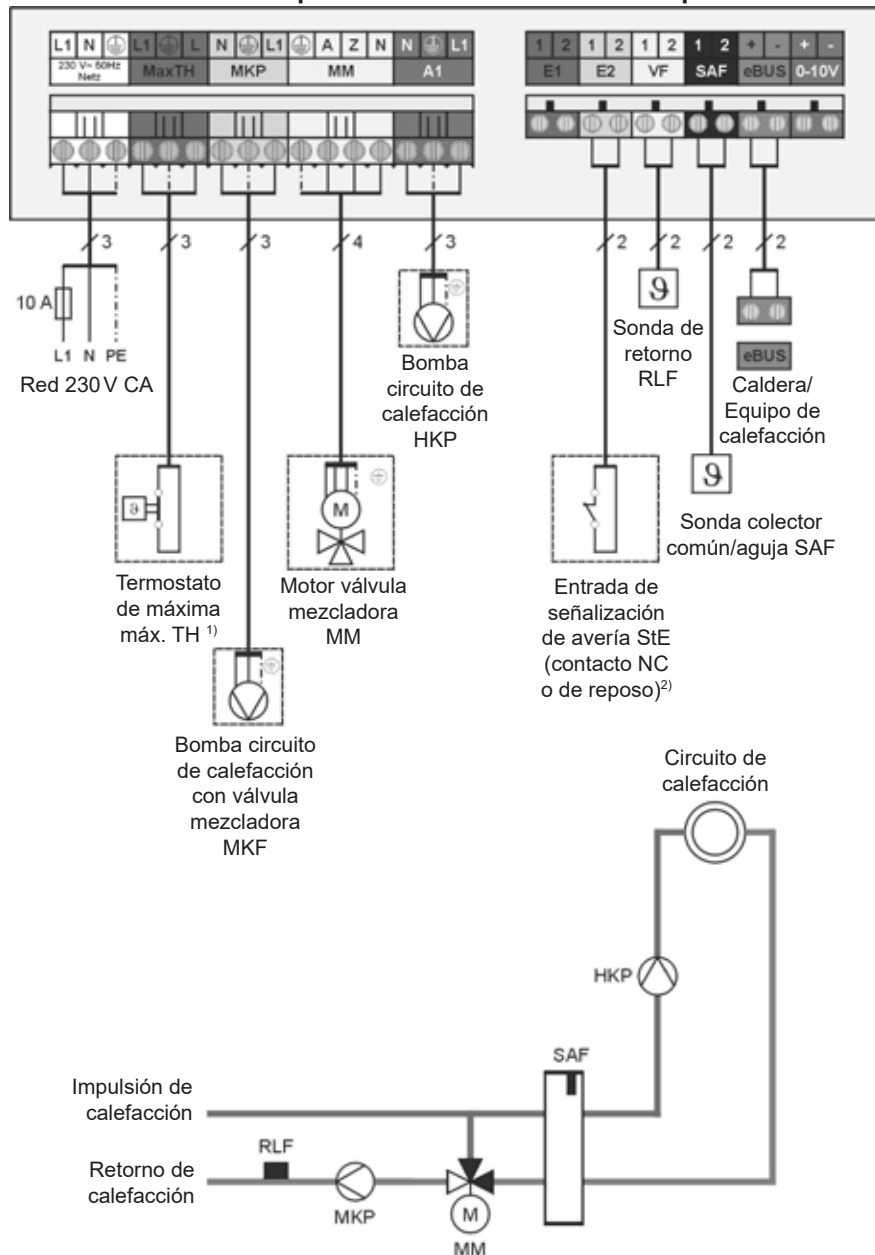 L1 N L1 L N L1 A Z N N L1
230 V~ 50Hz
Netz
MaxTH MKP MM A1
1 2 1 2 1 2 1 2 + - + -
E1 E2 VF SAF eBUS 0-10V
3 3 3 4 3
2 2 2 2
10 A
L1 N PE
Red 230 V CA
Bomba
circuito de
calefacción
HKP
Sonda de
retorno
RLF
eBUS
Caldera/
Equipo de
calefacción
ϑ
ϑ
ϑ
M
Termostato
de máxima
máx. TH 1)
Motor válvula
mezcladora
MM
Entrada de
señalización
de avería StE
(contacto NC
o de reposo)2)
Sonda colector
común/aguja SAF
Bomba circuito
de calefacción
con válvula
mezcladora
MKF
Circuito de
calefacción
HKP
SAF
Impulsión de
calefacción
RLF
Retorno de
calefacción
MKP
M
MM